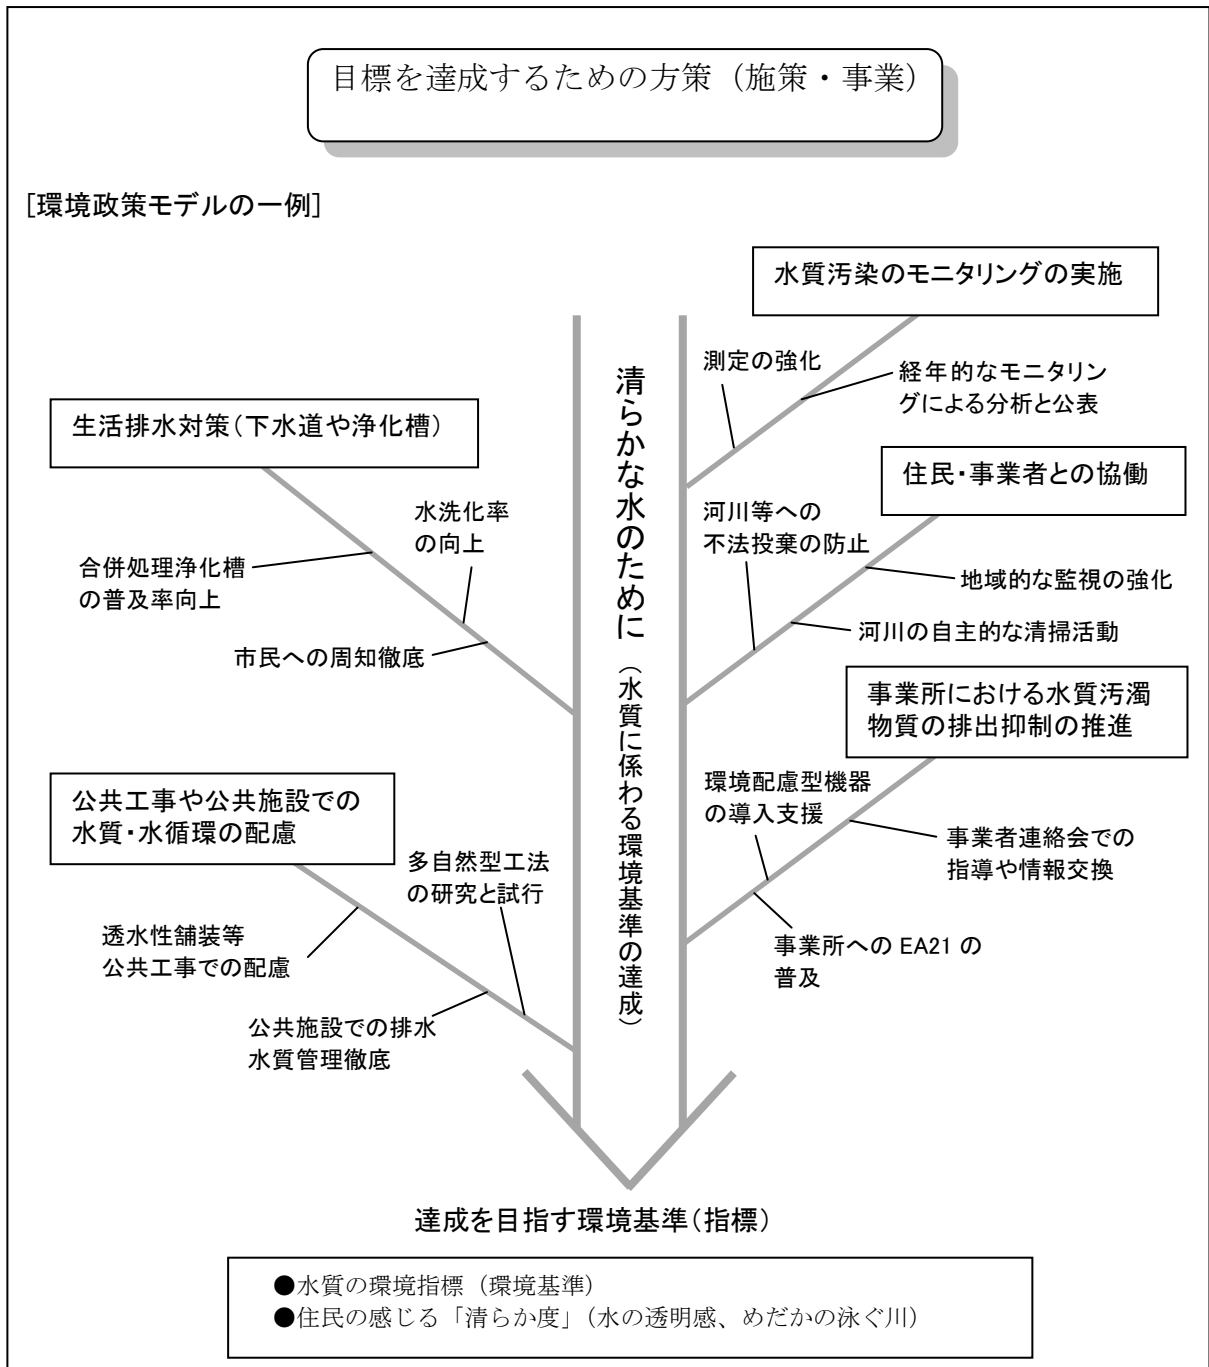 目標を達成するための方策（施策・事業）
[環境政策モデルの一例]
水質汚染のモニタリングの実施
測定の強化
経年的なモニタリン
グによる分析と公表
生活排水対策（下水道や浄化槽）
水洗化率
の向上
合併処理浄化槽
の普及率向上
市民への周知徹底
清らかな水のために（水質に係わる環境基準の達成）
住民・事業者との協働
河川等への
不法投棄の防止
地域的な監視の強化
河川の自主的な清掃活動
事業所における水質汚濁
物質の排出抑制の推進
環境配慮型機器
の導入支援
事業者連絡会での
指導や情報交換
事業所への EA21 の
普及
公共工事や公共施設での
水質・水循環の配慮
多自然型工法
の研究と試行
透水性舗装等
公共工事での配慮
公共施設での排水
水質管理徹底
達成を目指す環境基準（指標）
●水質の環境指標（環境基準）
●住民の感じる「清らか度」（水の透明感、めだかの泳ぐ川）